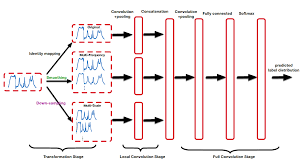 Convolution
+pooling
Concatenation
Convolution
+pooling
Fully connected
Softmax
Original
Identity mapping
Multi-Frequency
Smoothing
Down-sampling
Multi-Scale
predicted
label distribution
Transformation Stage
Local Convolution Stage
Full Convolution Stage